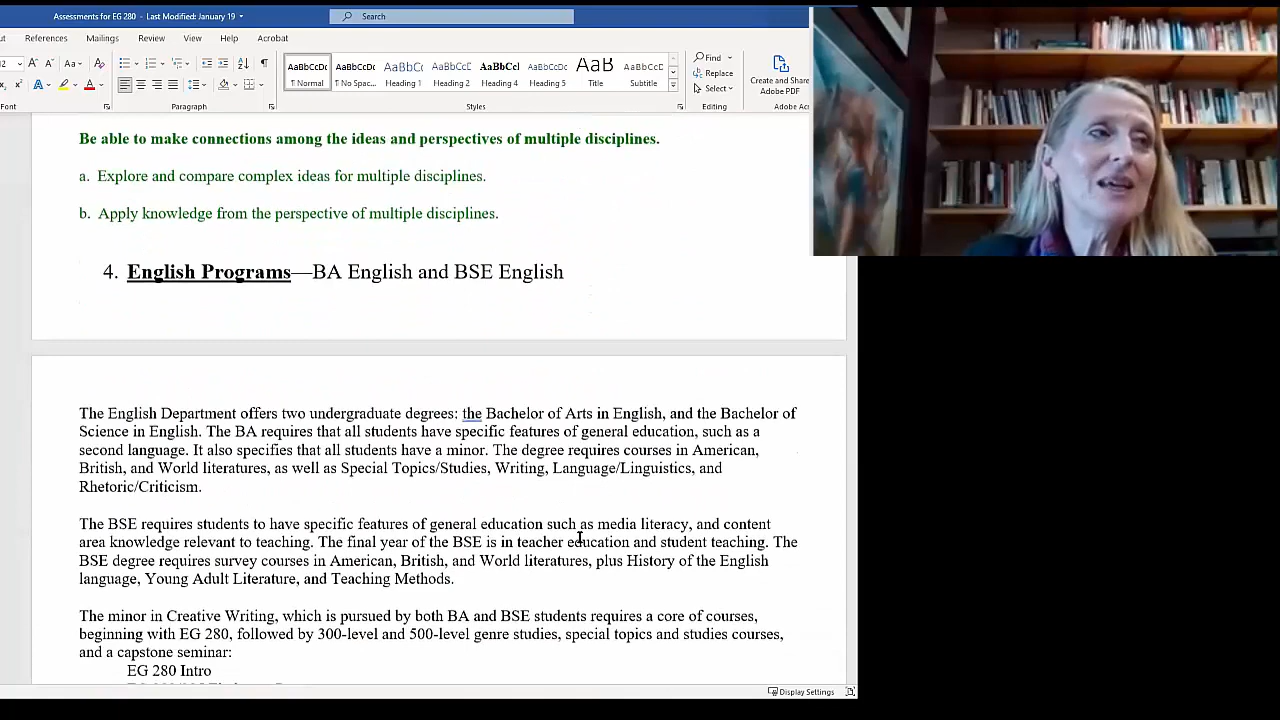 Assessments for EG 280 - Last Modified: January 19
Search
References Mailings Review View Help Acrobat
Aa
AaBbCcDc AaBbCcDc AaBbC AaBbCcD AaBbCcI AaBbCcDc AaB AaBbCcD
¶ Normal ¶ No Spac... Heading 1 Heading 2 Heading 4 Heading 5 Title Subtitle
Find
Replace
Select
Create and Share
Adobe PDF
Font Paragraph Styles Editing Adobe Ac
Be able to make connections among the ideas and perspectives of multiple disciplines.
a. Explore and compare complex ideas for multiple disciplines.
b. Apply knowledge from the perspective of multiple disciplines.
4. English Programs—BA English and BSE English
The English Department offers two undergraduate degrees: the Bachelor of Arts in English, and the Bachelor of
Science in English. The BA requires that all students have specific features of general education, such as a
second language. It also specifies that all students have a minor. The degree requires courses in American,
British, and World literatures, as well as Special Topics/Studies, Writing, Language/Linguistics, and
Rhetoric/Criticism.
The BSE requires students to have specific features of general education such as media literacy, and content
area knowledge relevant to teaching. The final year of the BSE is in teacher education and student teaching. The
BSE degree requires survey courses in American, British, and World literatures, plus History of the English
language, Young Adult Literature, and Teaching Methods.
The minor in Creative Writing, which is pursued by both BA and BSE students requires a core of courses,
beginning with EG 280, followed by 300-level and 500-level genre studies, special topics and studies courses,
and a capstone seminar:
EG 280 Intro
Display Settings